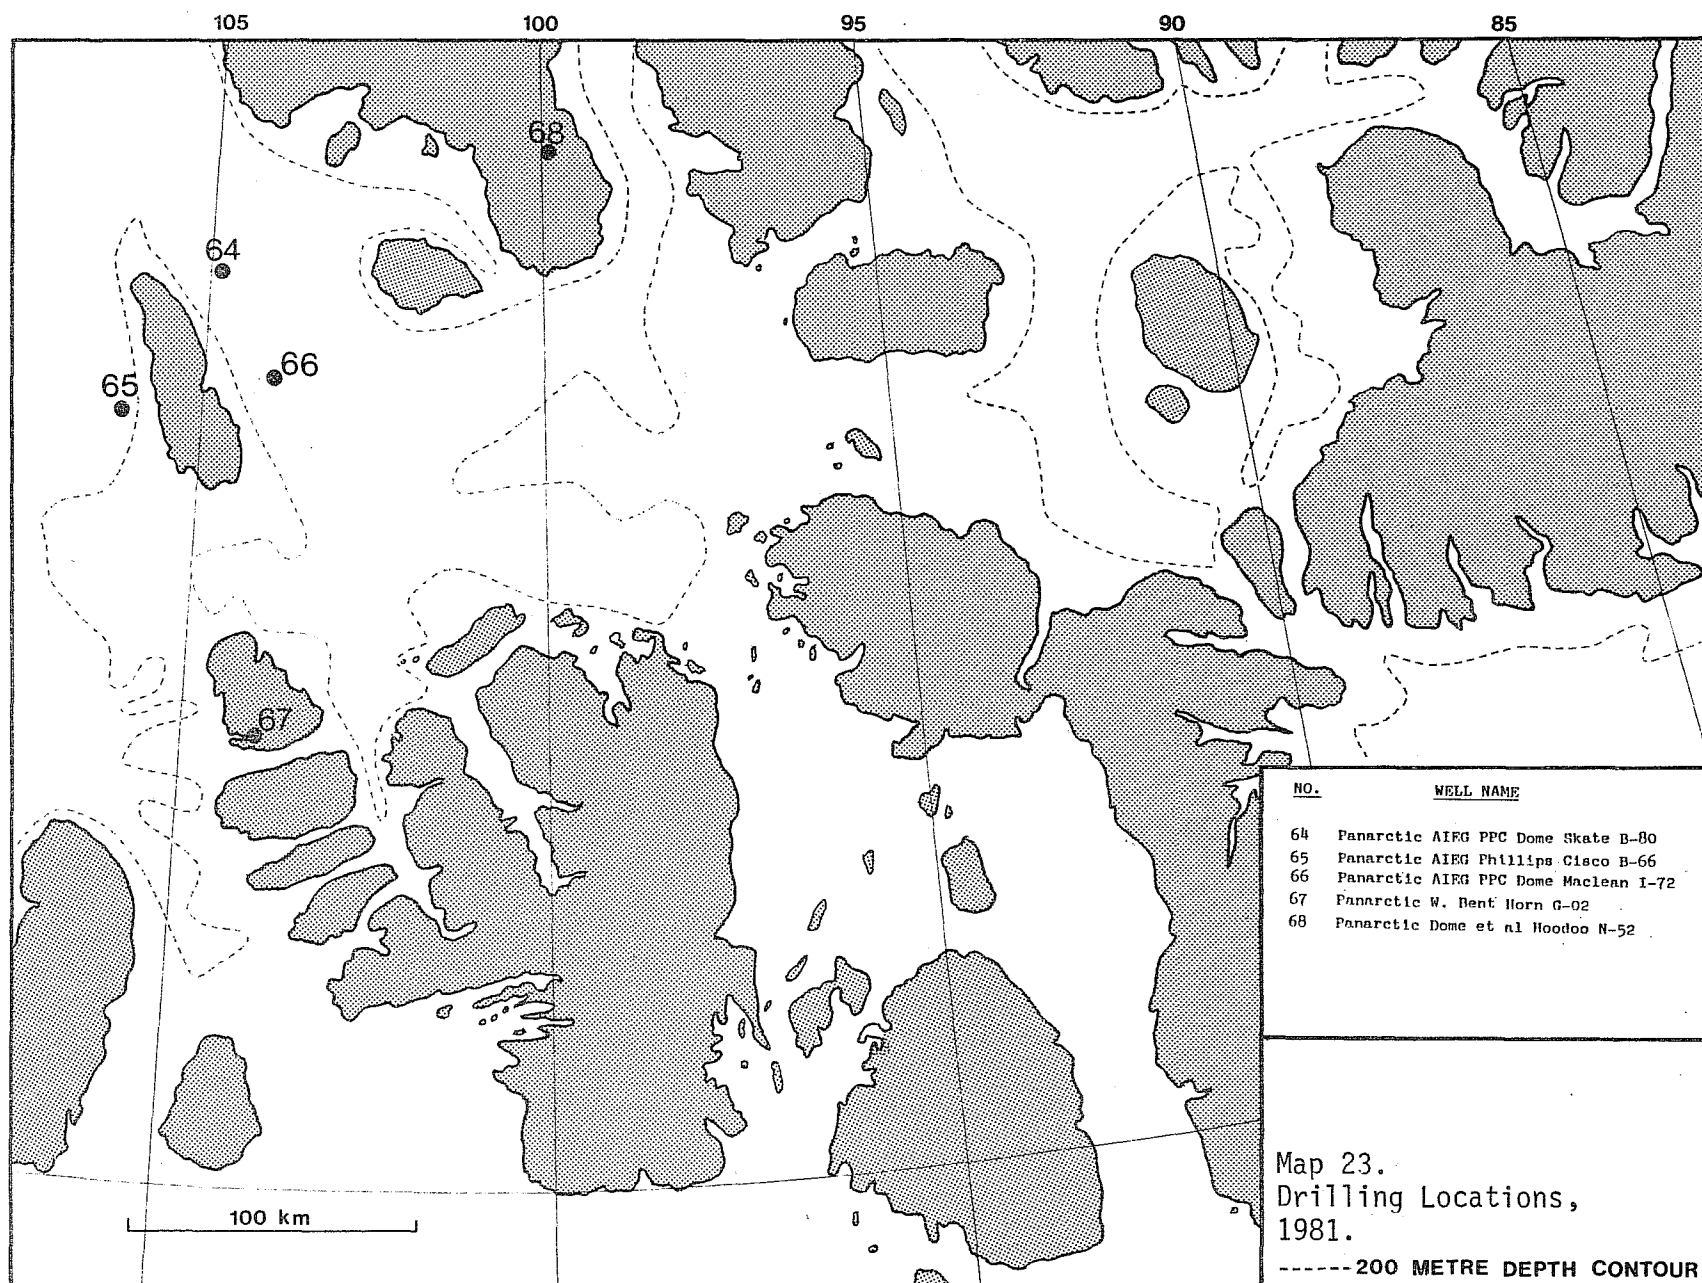 105 100 95 90 85
68
64
66
65
67
NO. WELL NAME
64 Panarctic AIEG PPC Dome Skate B-80
65 Panarctic AIEG Phillips Cisco B-66
66 Panarctic AIEG PPC Dome Maclean I-72
67 Panarctic W. Bent Horn G-02
68 Panarctic Dome et al Hoodoo N-52
100 km
Map 23.
Drilling Locations,
1981.
------200 METRE DEPTH CONTOUR